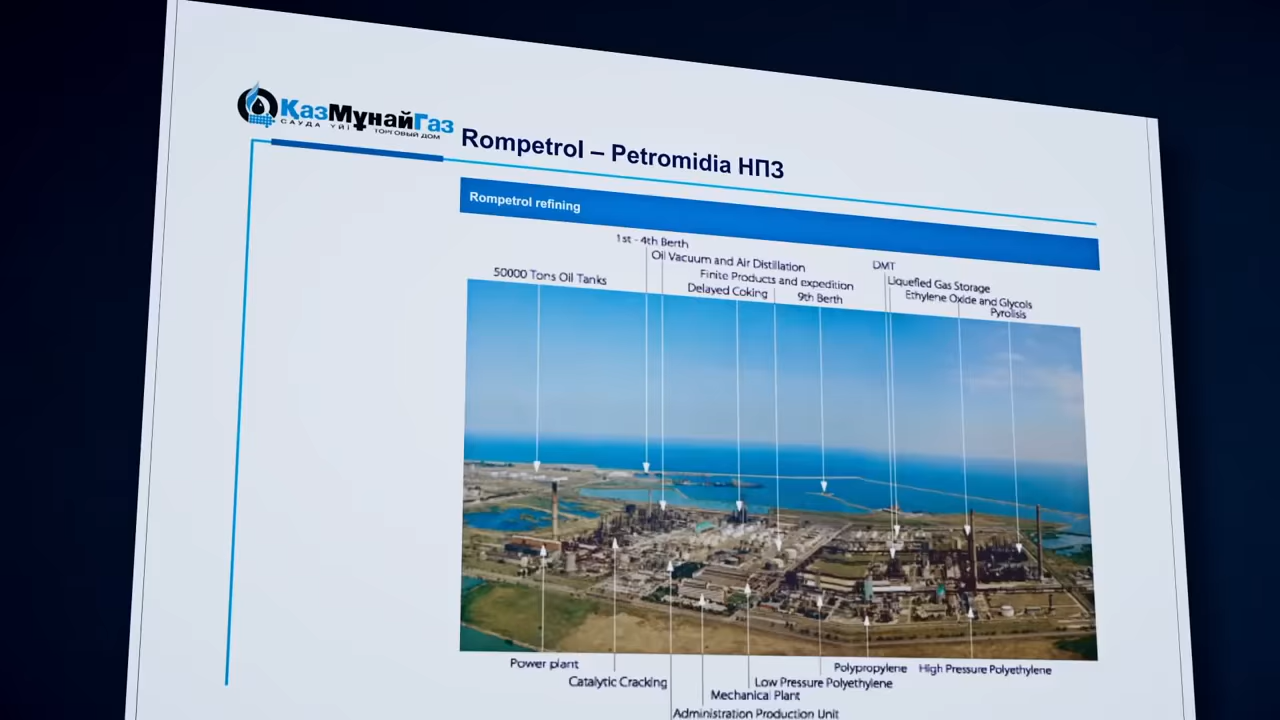 ҚазМұнайГаз
САУДА ҮЙІ ТОРГОВЫЙ ДОМ
Rompetrol – Petromidia НПЗ
Rompetrol refining
1st - 4th Berth
Oil Vacuum and Air Distillation
DMT
50000 Tons Oil Tanks
Finite Products and expedition
Liquefied Gas Storage
Delayed Coking
9th Berth
Ethylene Oxide and Glycols
Pyrolisis
Power plant
Catalytic Cracking
Polypropylene
High Pressure Polyethylene
Low Pressure Polyethylene
Mechanical Plant
Administration Production Unit